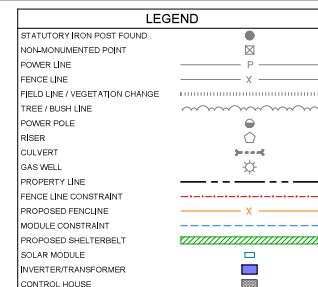 LEGEND
STATUTORY IRON POST FOUND
NON-MONUMENTED POINT
POWER LINE P
FENCE LINE X
FIELD LINE / VEGETATION CHANGE
TREE / BUSH LINE
POWER POLE
RISER
CULVERT
GAS WELL
PROPERTY LINE
FENCE LINE CONSTRAINT
PROPOSED FENCLINE X
MODULE CONSTRAINT
PROPOSED SHELTERBELT
SOLAR MODULE
INVERTER/TRANSFORMER
CONTROL HOUSE